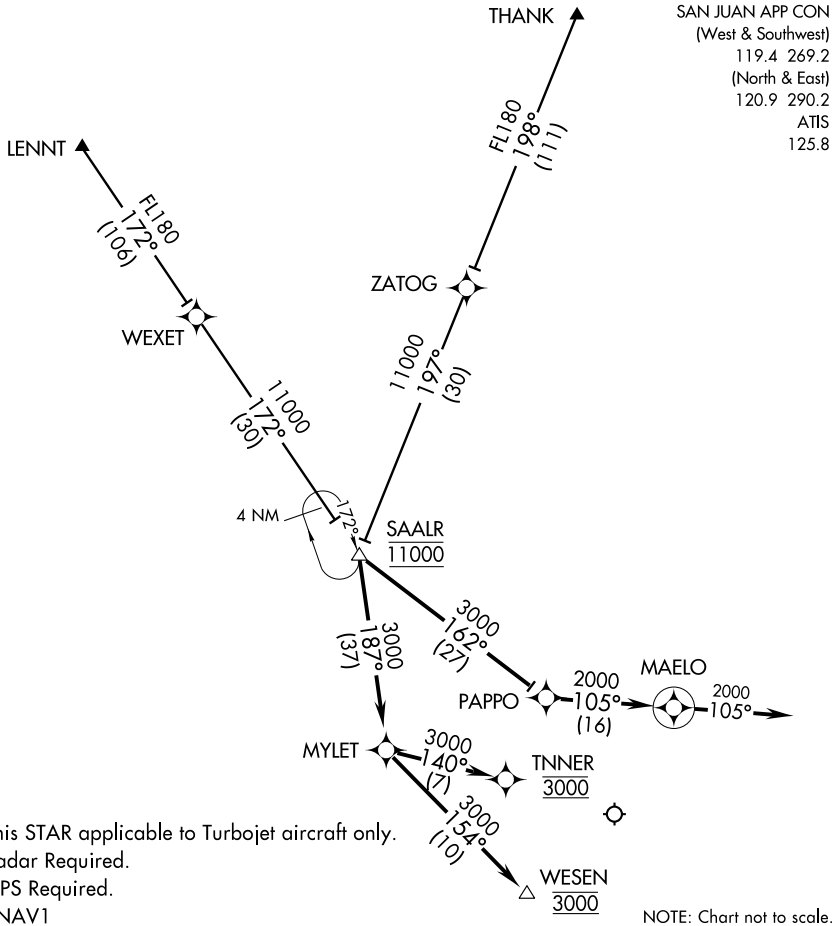 THANK
SAN JUAN APP CON
(West & Southwest)
119.4 269.2
(North & East)
120.9 290.2
ATIS
125.8
LENNT
FL180
198°
(111)
FL180
172°
(106)
ZATOG
WEXET
11000
197°
(30)
11000
172°
(30)
4 NM
172°
SAALR
11000
3000
187°
(37)
3000
162°
(27)
PAPPO
2000
105°
(16)
MAELO
2000
105°
MYLET
3000
140°
(7)
TNNER
3000
3000
154°
(10)
WESEN
3000
his STAR applicable to Turbojet aircraft only.
adar Required.
PS Required.
NAV1
NOTE: Chart not to scale.